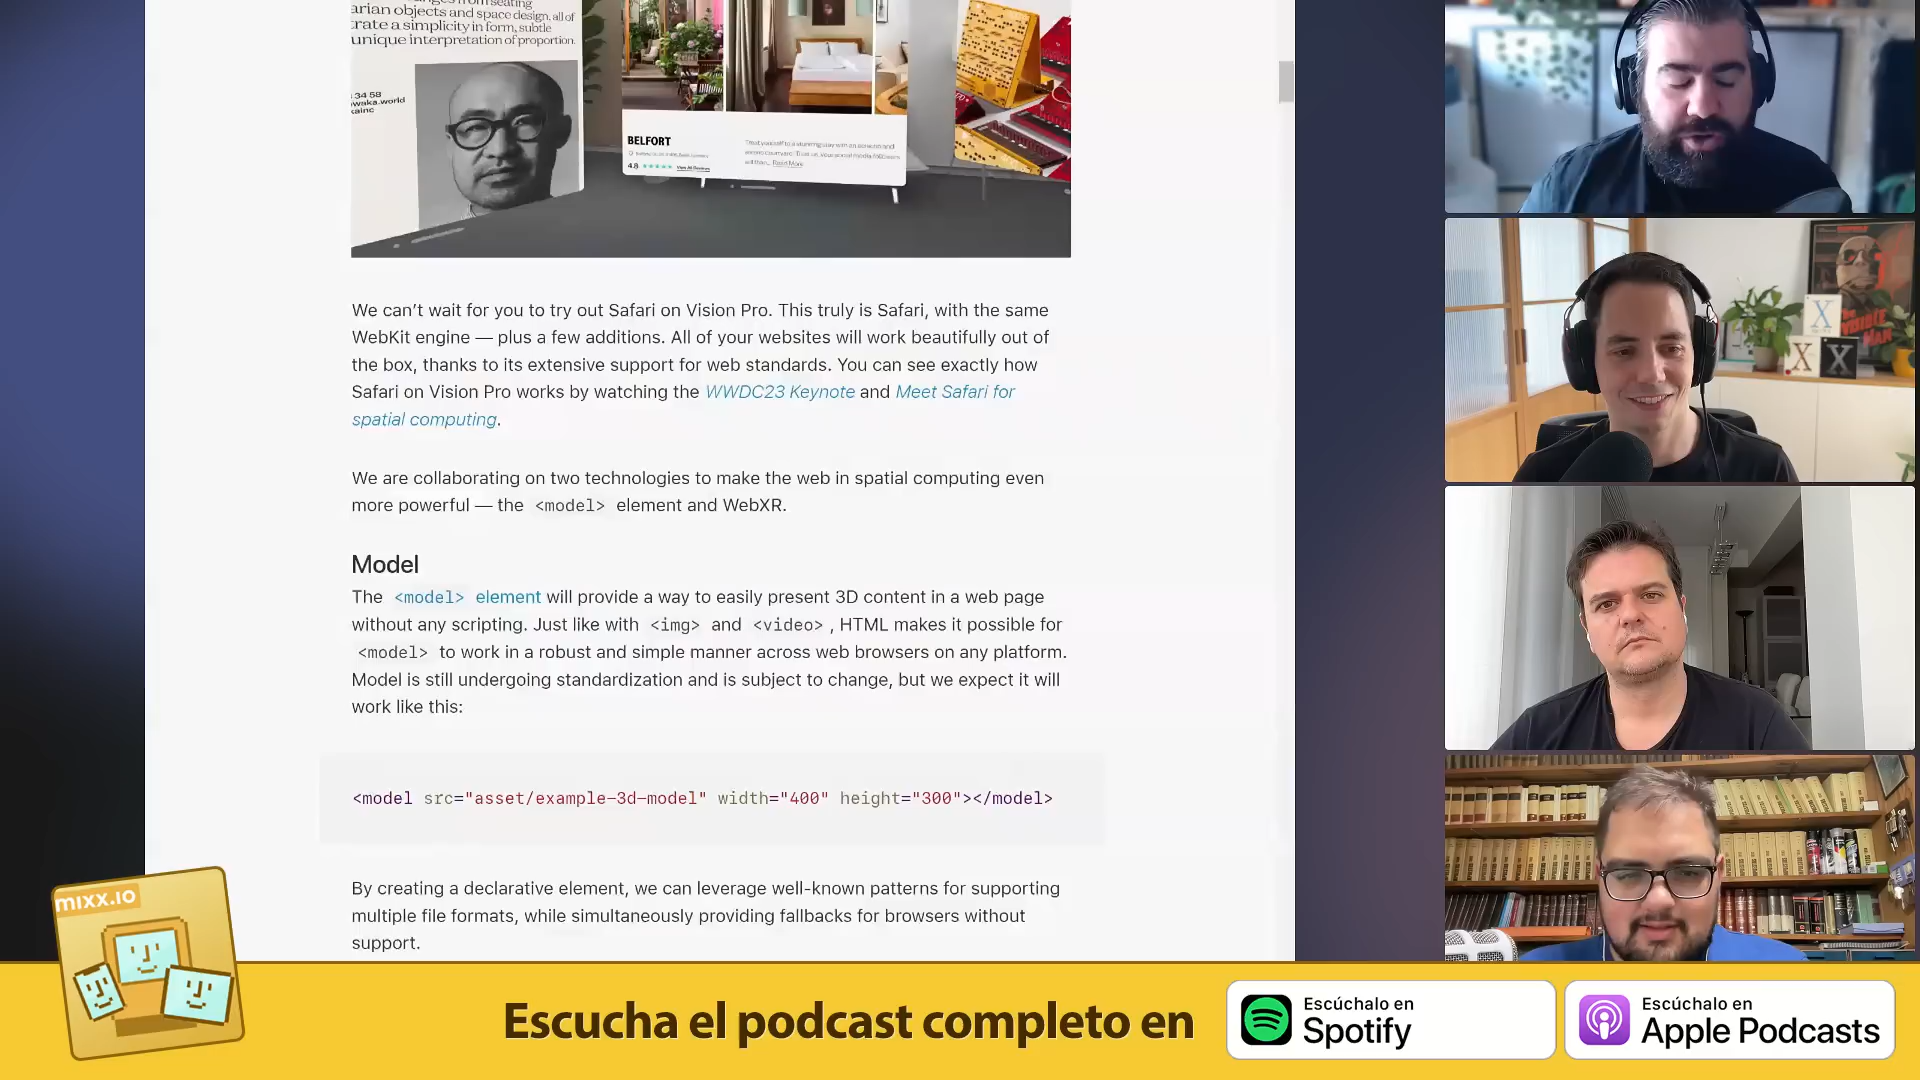 arian objects and space design, all of
trate a simplicity in form, subtle
unique interpretation of proportion.
34 58
owaka.world
BELFORT
4.8
Read More
We can’t wait for you to try out Safari on Vision Pro. This truly is Safari, with the same
WebKit engine — plus a few additions. All of your websites will work beautifully out of
the box, thanks to its extensive support for web standards. You can see exactly how
Safari on Vision Pro works by watching the WWDC23 Keynote and Meet Safari for
spatial computing.
We are collaborating on two technologies to make the web in spatial computing even
more powerful — the <model> element and WebXR.
Model
The <model> element will provide a way to easily present 3D content in a web page
without any scripting. Just like with <img> and <video> , HTML makes it possible for
<model> to work in a robust and simple manner across web browsers on any platform.
Model is still undergoing standardization and is subject to change, but we expect it will
work like this:
<model src="asset/example-3d-model" width="400" height="300"></model>
By creating a declarative element, we can leverage well-known patterns for supporting
multiple file formats, while simultaneously providing fallbacks for browsers without
support.
mixx.io
Escucha el podcast completo en
Escúchalo en
Spotify
Escúchalo en
Apple Podcasts
X
X X